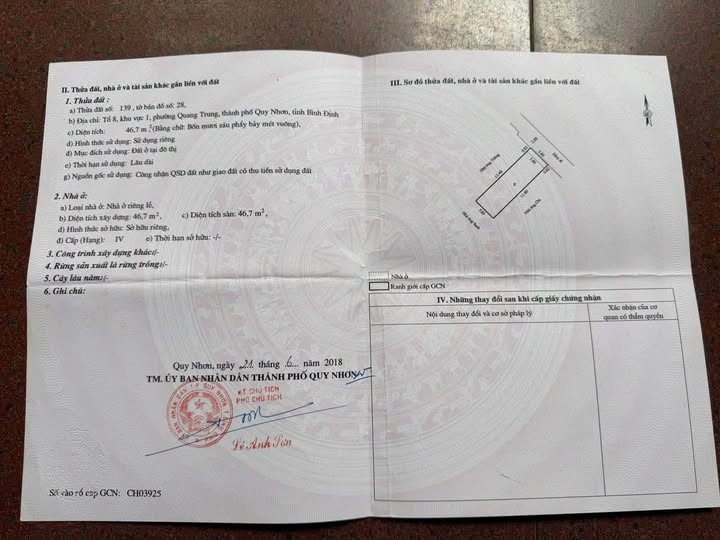 II. Thửa đất, nhà ở và tài sản khác gắn liền với đất
1. Thửa đất :
a) Thửa đất số: 139 , tờ bản đồ số: 28,
b) Địa chỉ: Tổ 8, khu vực 1, phường Quang Trung, thành phố Quy Nhơn, tỉnh Bình Định
c) Diện tích: 46,7 m², (Bằng chữ: Bốn mươi sáu phẩy bảy mét vuông),
d) Hình thức sử dụng: Sử dụng riêng
đ) Mục đích sử dụng: Đất ở tại đô thị
e) Thời hạn sử dụng: Lâu dài
g) Nguồn gốc sử dụng: Công nhận QSD đất như giao đất có thu tiền sử dụng đất
2. Nhà ở:
a) Loại nhà ở: Nhà ở riêng lẻ,
b) Diện tích xây dựng: 46,7 m², c) Diện tích sàn: 46,7 m²,
d) Hình thức sở hữu: Sở hữu riêng,
đ) Cấp (Hạng): IV e) Thời hạn sở hữu: -/-
3. Công trình xây dựng khác:-/-
4. Rừng sản xuất là rừng trồng:-/-
5. Cây lâu năm:-/-
6. Ghi chú:
Quy Nhơn, ngày 21 tháng 6 năm 2018
TM. ỦY BAN NHÂN DÂN THÀNH PHỐ QUY NHƠN
KT CHỦ TỊCH
PHÓ CHỦ TỊCH
Lê Anh Sơn
Số vào sổ cấp GCN: CH03925
III. Sơ đồ thửa đất, nhà ở và tài sản khác gắn liền với đất
Nhà ở
Ranh giới cấp GCN
IV. Những thay đổi sau khi cấp giấy chứng nhận
Nội dung thay đổi và cơ sở pháp lý
Xác nhận của cơ
quan có thẩm quyền